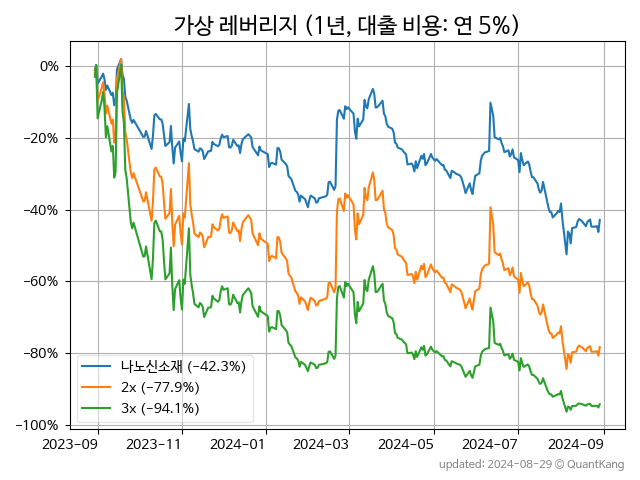 가상 레버리지 (1년, 대출 비용: 연 5%)
0%
−20%
−40%
−60%
−80%
−100%
나노신소재 (−42.3%)
2x (−77.9%)
3x (−94.1%)
2023-09 2023-11 2024-01 2024-03 2024-05 2024-07 2024-09
updated: 2024-08-29 © QuantKang